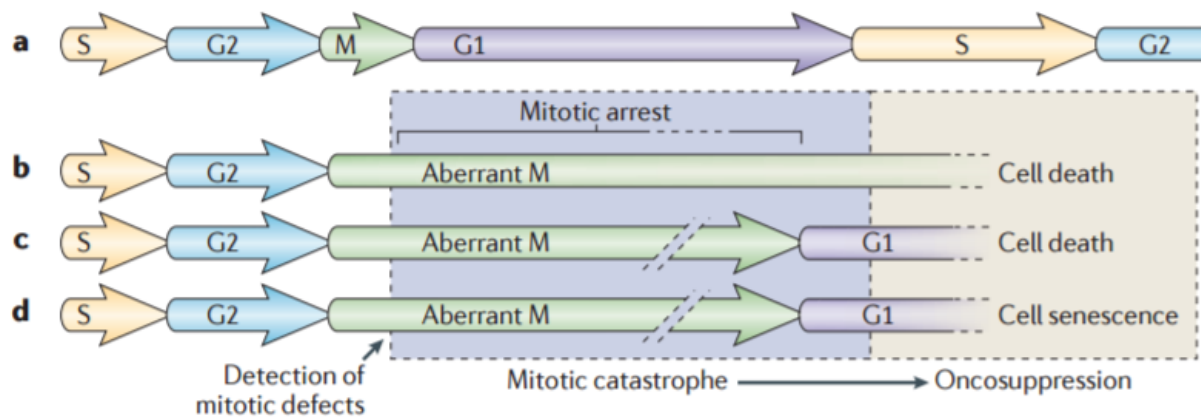 a S G2 M G1 S G2
Mitotic arrest
b S G2 Aberrant M Cell death
c S G2 Aberrant M G1 Cell death
d S G2 Aberrant M G1 Cell senescence
Detection of
mitotic defects
Mitotic catastrophe Oncosuppression